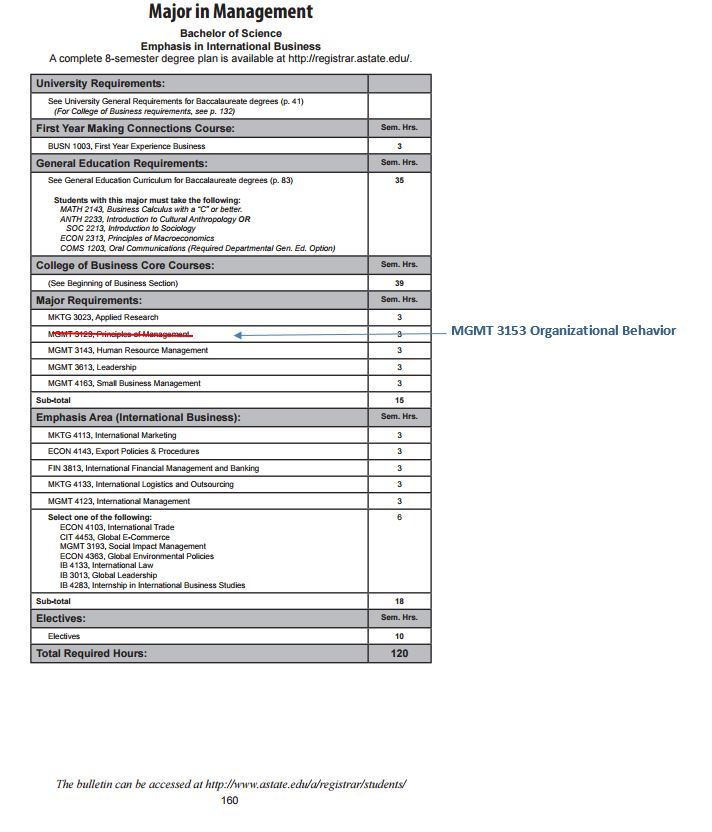 Major in Management
Bachelor of Science
Emphasis in International Business
A complete 8-semester degree plan is available at http://registrar.astate.edu/.
University Requirements:
See University General Requirements for Baccalaureate degrees (p. 41)
(For College of Business requirements, see p. 132)
First Year Making Connections Course: Sem. Hrs.
BUSN 1003, First Year Experience Business 3
General Education Requirements: Sem. Hrs.
See General Education Curriculum for Baccalaureate degrees (p. 83) 35
Students with this major must take the following:
MATH 2143, Business Calculus with a "C" or better.
ANTH 2233, Introduction to Cultural Anthropology OR
SOC 2213, Introduction to Sociology
ECON 2313, Principles of Macroeconomics
COMS 1203, Oral Communications (Required Departmental Gen. Ed. Option)
College of Business Core Courses: Sem. Hrs.
(See Beginning of Business Section) 39
Major Requirements: Sem. Hrs.
MKTG 3023, Applied Research 3
MGMT 3123, Principles of Management 3 MGMT 3153 Organizational Behavior
MGMT 3143, Human Resource Management 3
MGMT 3613, Leadership 3
MGMT 4163, Small Business Management 3
Sub-total 15
Emphasis Area (International Business): Sem. Hrs.
MKTG 4113, International Marketing 3
ECON 4143, Export Policies & Procedures 3
FIN 3813, International Financial Management and Banking 3
MKTG 4133, International Logistics and Outsourcing 3
MGMT 4123, International Management 3
Select one of the following: 6
ECON 4103, International Trade
CIT 4453, Global E-Commerce
MGMT 3193, Social Impact Management
ECON 4363, Global Environmental Policies
IB 4133, International Law
IB 3013, Global Leadership
IB 4283, Internship in International Business Studies
Sub-total 18
Electives: Sem. Hrs.
Electives 10
Total Required Hours: 120
The bulletin can be accessed at http://www.astate.edu/a/registrar/students/
160